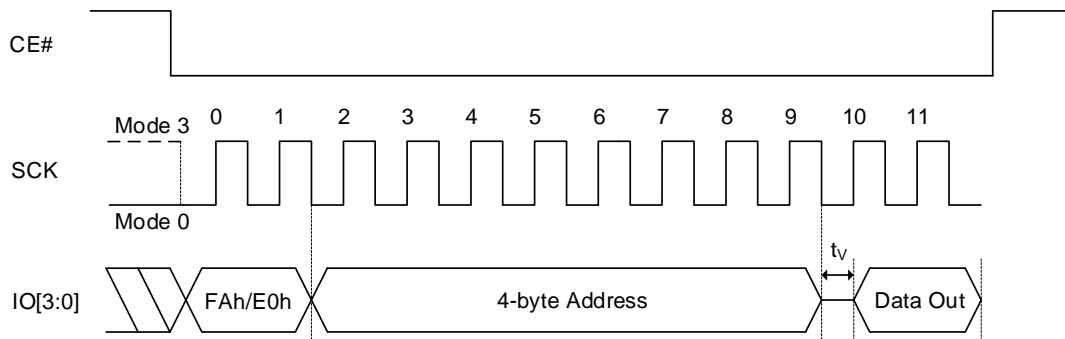 CE#
0 1 2 3 4 5 6 7 8 9 10 11
Mode 3
SCK
Mode 0
tV
IO[3:0] FAh/E0h 4-byte Address Data Out